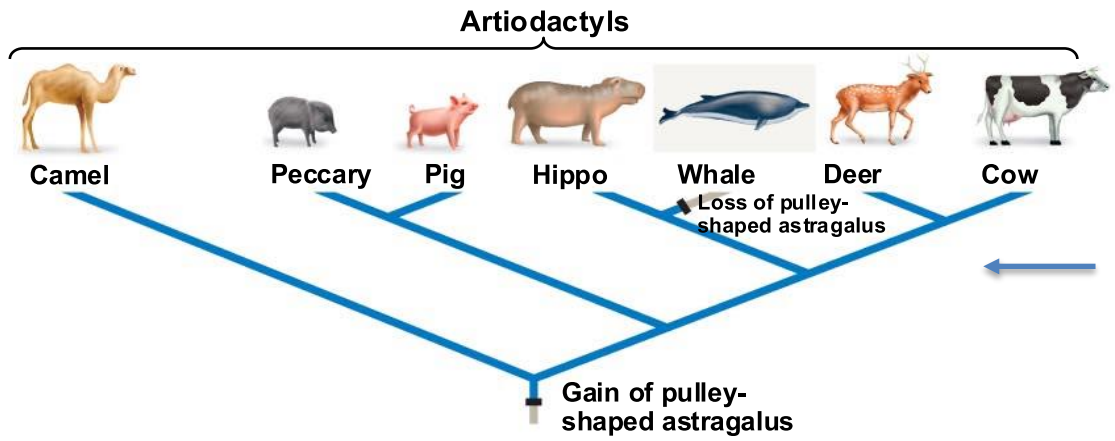 Artiodactyls
Camel
Peccary
Pig
Hippo
Whale
Deer
Cow
Loss of pulley-
shaped astragalus
Gain of pulley-
shaped astragalus